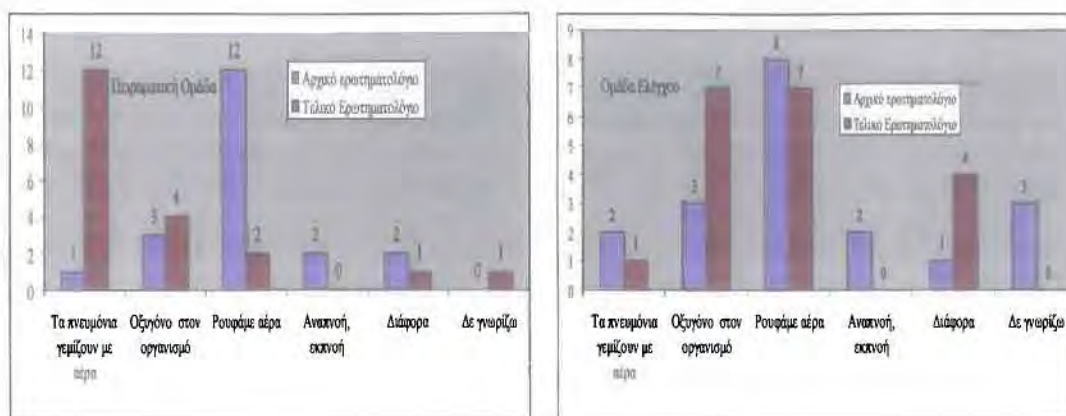 14
12
10
8
6
4
2
0
Πειραματική Ομάδα
Αρχικό ερωτηματολόγιο
Τελικό Ερωτηματολόγιο
1
12
3
4
12
2
2
0
2
1
0
1
Τα πνευμόνια
γεμίζουν με
αέρα
Οξυγόνο στον
οργανισμό
Ρουφάμε αέρα
Αναπνοή,
εκπνοή
Διάφορα
Δε γνωρίζω
9
8
7
6
5
4
3
2
1
0
Ομάδα Ελέγχου
Αρχικό ερωτηματολόγιο
Τελικό Ερωτηματολόγιο
2
1
3
7
8
7
2
0
1
4
3
0
Τα πνευμόνια
γεμίζουν με
αέρα
Οξυγόνο στον
οργανισμό
Ρουφάμε αέρα
Αναπνοή,
εκπνοή
Διάφορα
Δε γνωρίζω